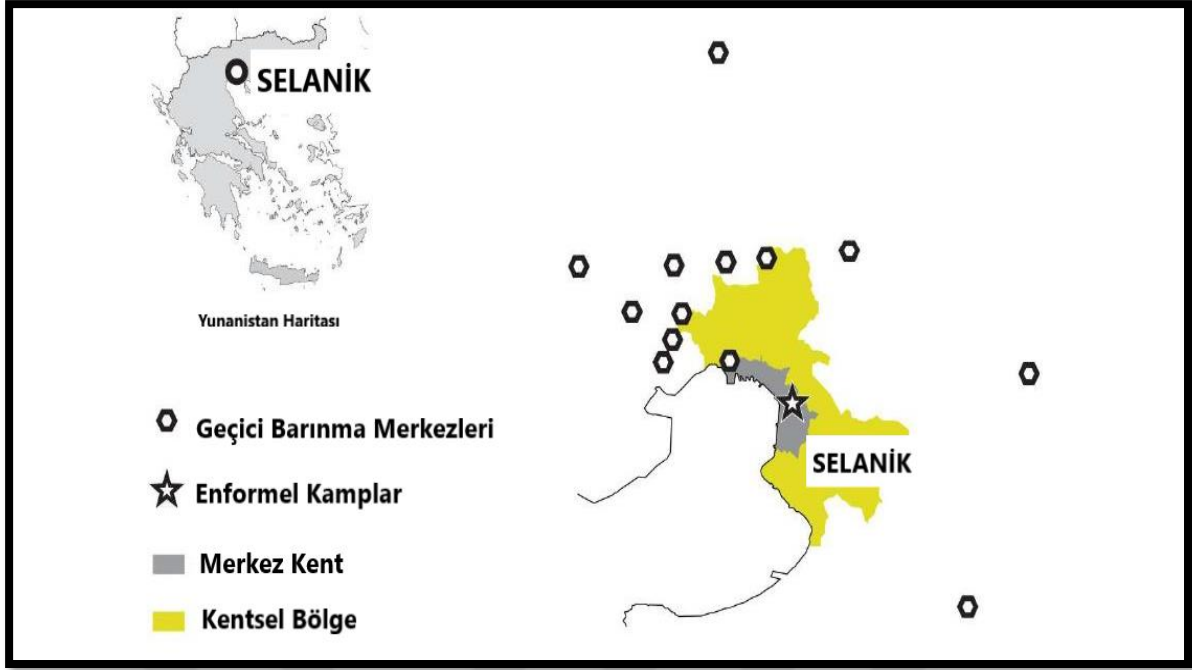 SELANİK
Yunanistan Haritası
Geçici Barınma Merkezleri
Enformel Kamplar
Merkez Kent
Kentsel Bölge
SELANİK